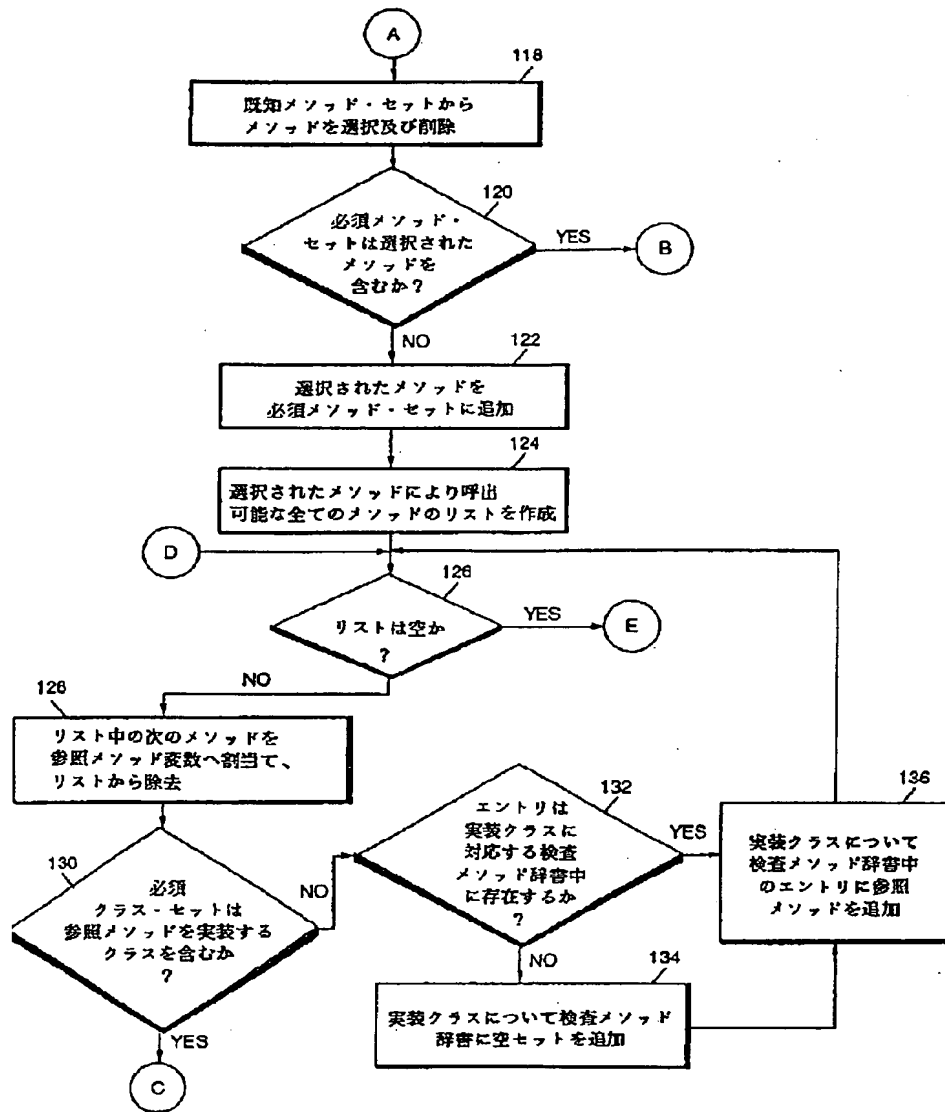 A
118
既知メソッド・セットから
メソッドを選択及び削除
120
必須メソッド・
セットは選択された
メソッドを
含むか？
YES
B
NO
122
選択されたメソッドを
必須メソッド・セットに追加
124
選択されたメソッドにより呼出
可能な全てのメソッドのリストを作成
D
126
リストは空か
？
YES
E
NO
128
リスト中の次のメソッドを
参照メソッド変数へ割当て、
リストから除去
130
必須
クラス・セットは
参照メソッドを実装する
クラスを含むか
？
NO
YES
C
132
エントリは
実装クラスに
対応する検査
メソッド辞書中
に存在するか
？
YES
NO
134
実装クラスについて検査メソッド
辞書に空セットを追加
136
実装クラスについて
検査メソッド辞書中
のエントリに参照
メソッドを追加